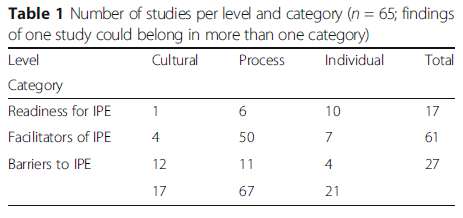 Table 1 Number of studies per level and category (n = 65; findings
of one study could belong in more than one category)
Level Cultural Process Individual Total
Category
Readiness for IPE 1 6 10 17
Facilitators of IPE 4 50 7 61
Barriers to IPE 12 11 4 27
17 67 21